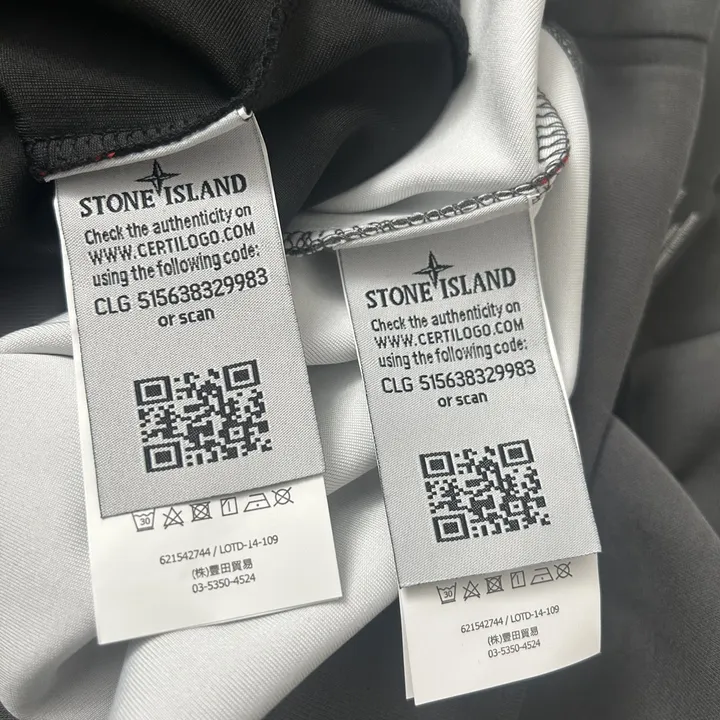 STONE ISLAND
Check the authenticity on
WWW.CERTILOGO.COM
using the following code:
CLG 515638329983
or scan
30
621542744 / LOTD-14-109
(株)豊田貿易
03-5350-4524
STONE ISLAND
Check the authenticity on
WWW.CERTILOGO.COM
using the following code:
CLG 515638329983
or scan
30
621542744 / LOTD-14-109
(株)豊田貿易
03-5350-4524